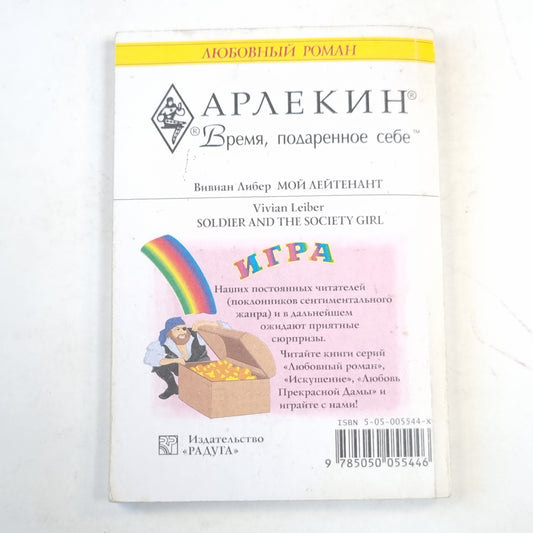 ЛЮБОВНЫЙ РОМАН
АРЛЕКИН®
®Время, подаренное себе™
Вивиан Либер МОЙ ЛЕЙТЕНАНТ
Vivian Leiber
SOLDIER AND THE SOCIETY GIRL
ИГРА
Наших постоянных читателей
(поклонников сентиментального
жанра) и в дальнейшем
ожидают приятные
сюрпризы.
Читайте книги серий
«Любовный роман»,
«Искушение», «Любовь
Прекрасной Дамы» и
играйте с нами!
ISBN 5-05-005544-X
Издательство
«РАДУГА»
9 785050 055446